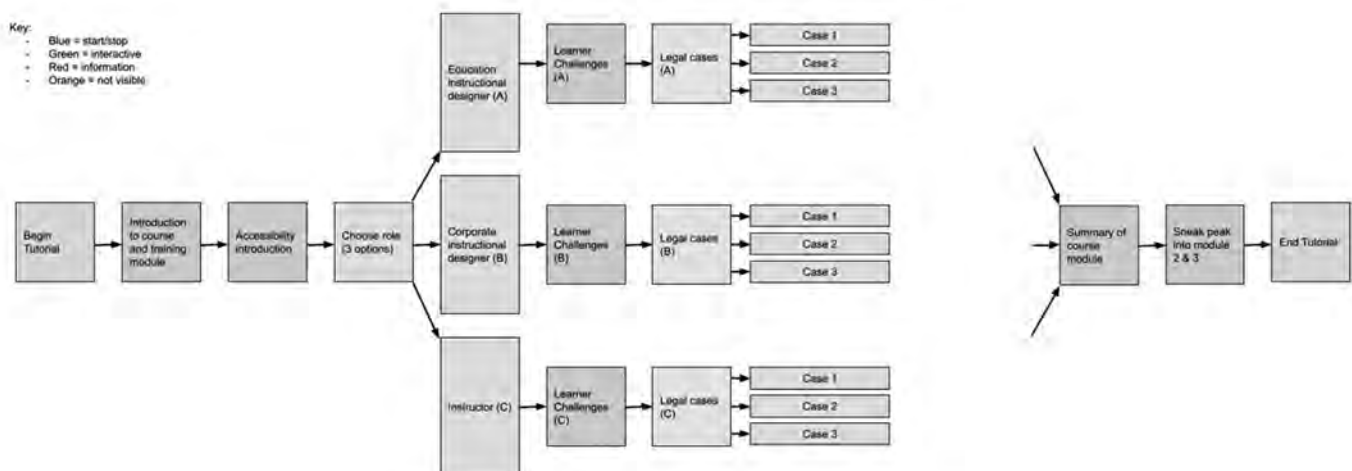 Key:
- Blue = start/stop
- Green = interactive
- Red = information
- Orange = not visible
Education
instructional
designer (A)
Learner
Challenges
(A)
Legal cases
(A)
Case 1
Case 2
Case 3
Begin
Tutorial
Introduction
to course
and training
module
Accessibility
introduction
Choose role
(3 options)
Corporate
instructional
designer (B)
Learner
Challenges
(B)
Legal cases
(B)
Case 1
Case 2
Case 3
Summary of
course
module
Sneak peak
into module
2 & 3
End Tutorial
Instructor (C)
Learner
Challenges
(C)
Legal cases
(C)
Case 1
Case 2
Case 3